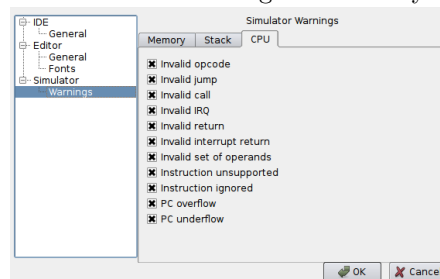 IDE
General
Editor
General
Fonts
Simulator
Warnings
Simulator Warnings
Memory Stack CPU
Invalid opcode
Invalid jump
Invalid call
Invalid IRQ
Invalid return
Invalid interrupt return
Invalid set of operands
Instruction unsupported
Instruction ignored
PC overflow
PC underflow
OK Cance